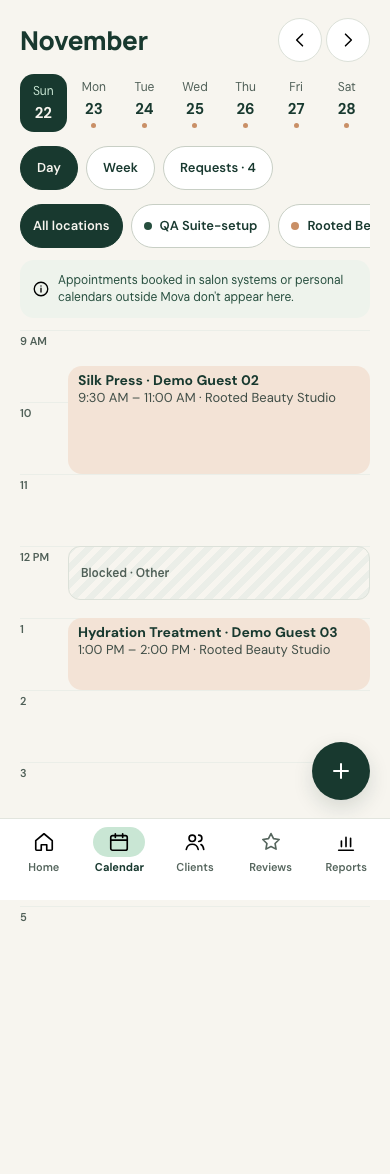 November
Sun Mon Tue Wed Thu Fri Sat
22 23 24 25 26 27 28
Day Week Requests · 4
All locations QA Suite-setup Rooted Be
Appointments booked in salon systems or personal
calendars outside Mova don't appear here.
9 AM
Silk Press · Demo Guest 02
9:30 AM – 11:00 AM · Rooted Beauty Studio
10
11
12 PM
Blocked · Other
1
Hydration Treatment · Demo Guest 03
1:00 PM – 2:00 PM · Rooted Beauty Studio
2
3
Home Calendar Clients Reviews Reports
5